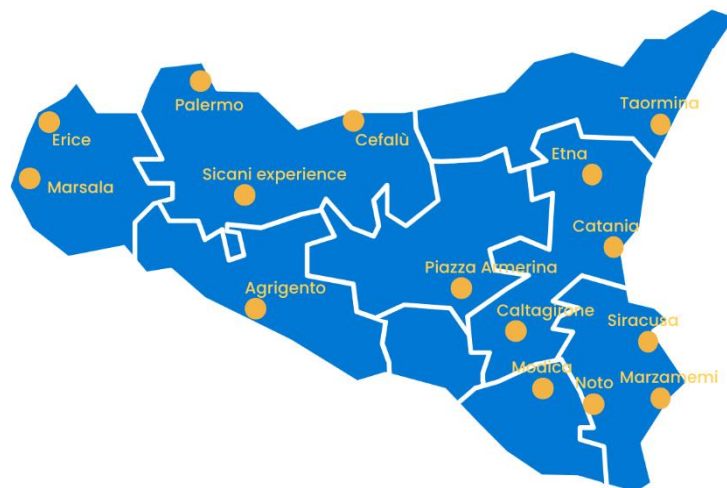 Taormina
Palermo
Cefalù
Erice
Etna
Sicani experience
Marsala
Catania
Piazza Armerina
Agrigento
Caltagirone
Siracusa
Modica
Noto
Marzamemi